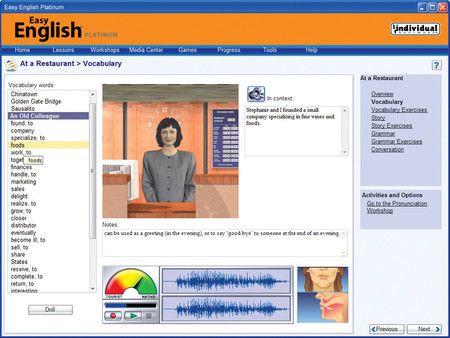 Easy English Platinum
Easy
English PLATINUM
individual
Home Lessons Workshops Media Center Games Progress Tools Help
At a Restaurant > Vocabulary
?
Vocabulary words:
Chinatown
Golden Gate Bridge
Sausalito
An Old Colleague
found, to
company
specialize, to
foods
work, to
toget
foods
finances
handle, to
marketing
sales
delight
realize, to
grow, to
closer
distributor
eventually
become ill, to
sell, to
share
States
receive, to
complete, to
return, to
interesting
Drill
In context:
Stephanie and I founded a small
company specializing in fine wines and
foods.
Notes:
can be used as a greeting (in the evening), or to say "good-bye" to someone at the end of an evening.
TOURIST NATIVE
At a Restaurant
Overview
Vocabulary
Vocabulary Exercises
Story
Story Exercises
Grammar
Grammar Exercises
Conversation
Activities and Options
Go to the Pronunciation
Workshop
Previous Next